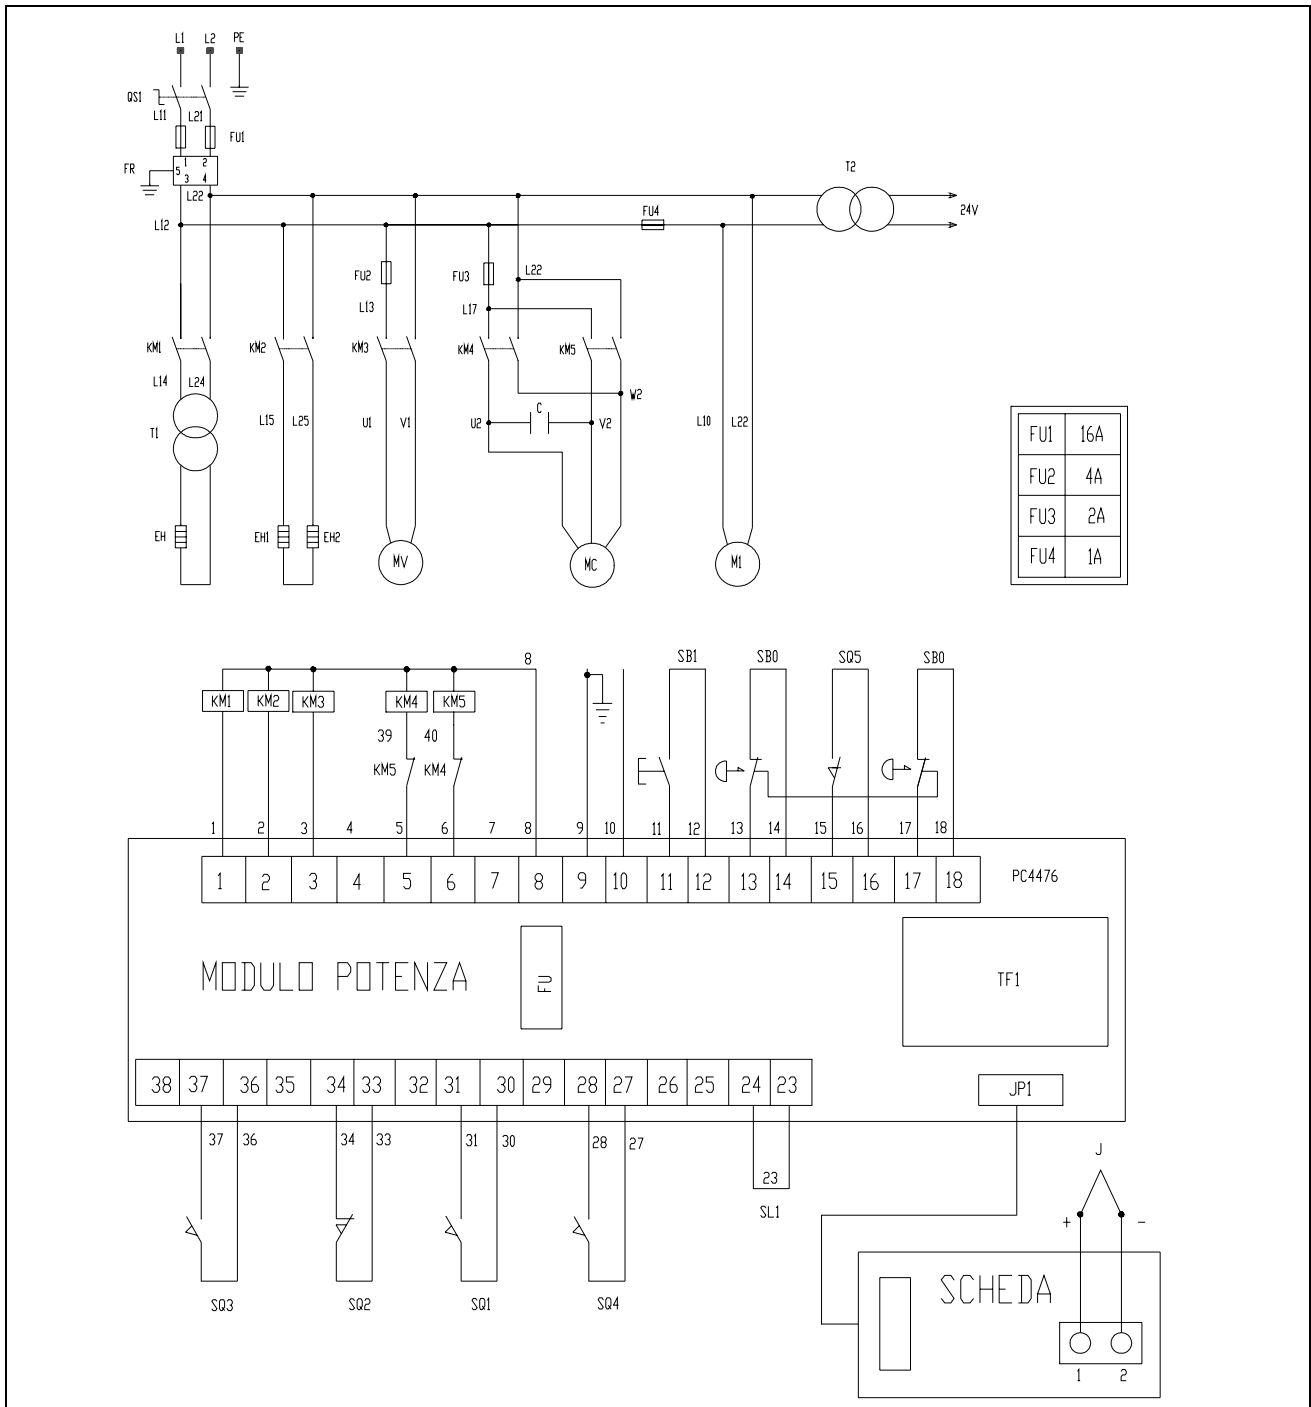 L1 L2 PE
QS1
L11 L21
FU1
FR
1 2
5
3 4
L22
T2
L12
FU4
24V
FU2
FU3
L22
L13
L17
KM1
KM2
KM3
KM4
KM5
L14 L24
W2
C
T1
L15 L25
U1 V1
U2
V2
L10 L22
FU1 16A
FU2 4A
FU3 2A
FU4 1A
EH
EH1
EH2
MV
MC
M1
8
SB1
SB0
SQ5
SB0
KM1 KM2 KM3 KM4 KM5
39 40
KM5 KM4
1 2 3 4 5 6 7 8 9 10 11 12 13 14 15 16 17 18
1 2 3 4 5 6 7 8 9 10 11 12 13 14 15 16 17 18
PC4476
MODULO POTENZA
FU
TF1
38 37 36 35 34 33 32 31 30 29 28 27 26 25 24 23
JP1
37 36 34 33 31 30 28 27
J
23
SL1
+ -
SQ3 SQ2 SQ1 SQ4
SCHEDA
1 2